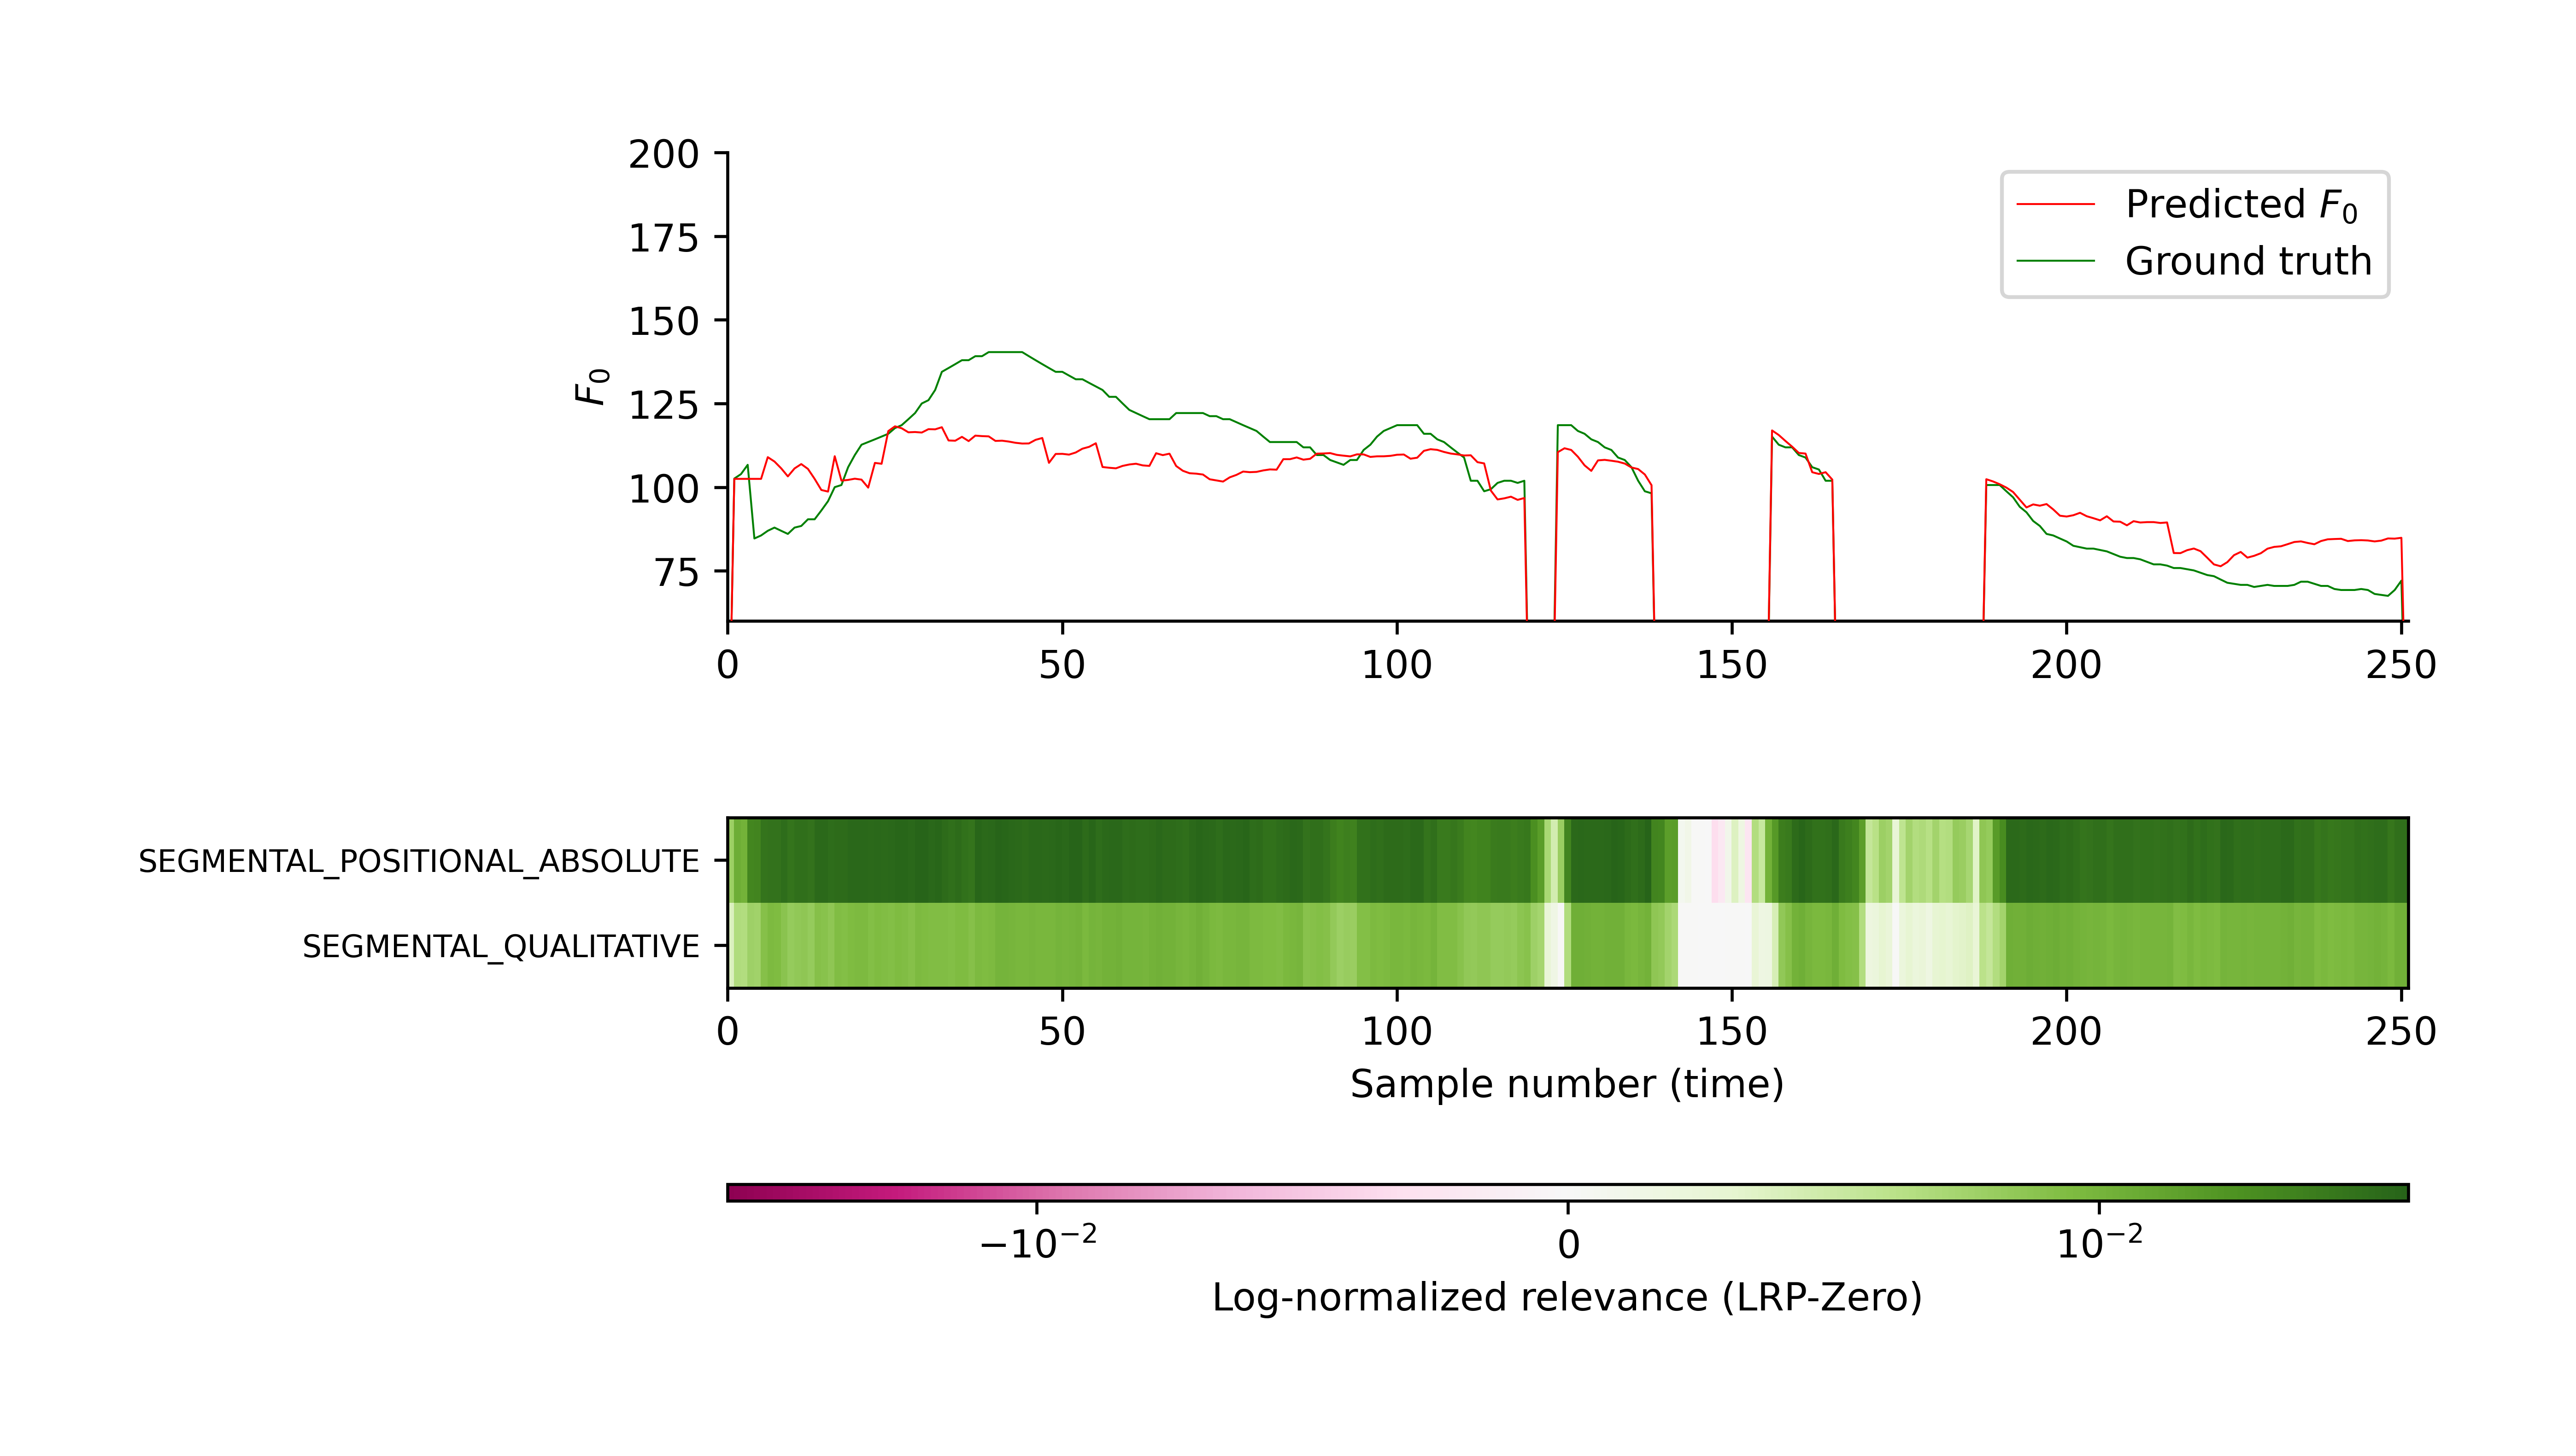 200
175
150
125
100
75
F₀
Predicted F₀
Ground truth
0 50 100 150 200 250
SEGMENTAL_POSITIONAL_ABSOLUTE
SEGMENTAL_QUALITATIVE
0 50 100 150 200 250
Sample number (time)
−10⁻² 0 10⁻²
Log-normalized relevance (LRP-Zero)